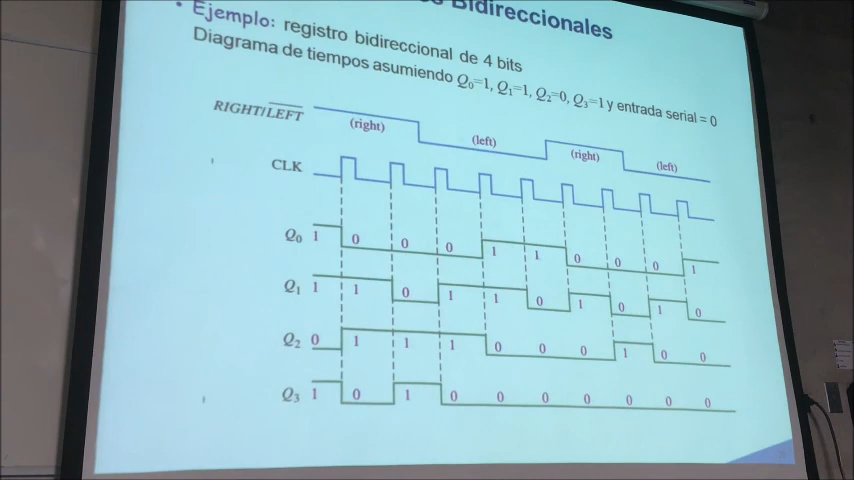 Bidireccionales
• Ejemplo: registro bidireccional de 4 bits
Diagrama de tiempos asumiendo Q₀=1, Q₁=1, Q₂=0, Q₃=1 y entrada serial = 0
RIGHT/L̅E̅F̅T̅ (right) (left) (right) (left)
CLK
Q₀ 1 0 0 0 1 1 0 0 0 1
Q₁ 1 1 0 1 1 0 1 0 1 0
Q₂ 0 1 1 1 0 0 0 1 0 0
Q₃ 1 0 1 0 0 0 0 0 0 0